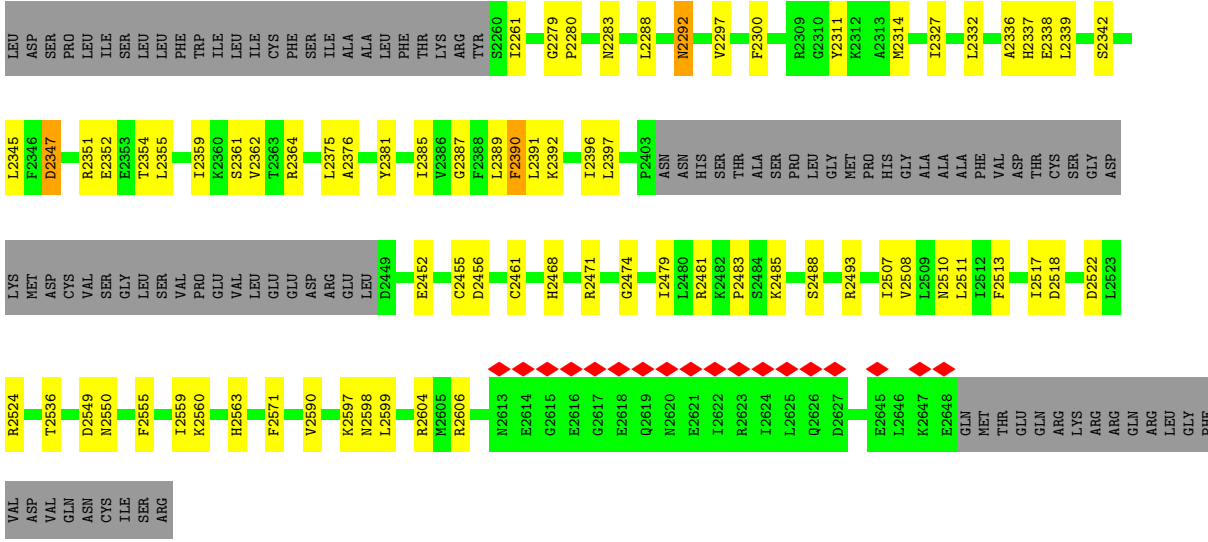 LEU ASP SER PRO LEU LEU ILE SER LEU LEU PHE TRP ILE LEU ILE CYS PHE SER ILE ALA ALA LEU PHE THR LYS ARG TYR S2260 I2261 G2279 P2280 N2283 L2288 N2292 V2297 F2300 R2309 G2310 Y2311 K2312 A2313 M2314 I2327 L2332 A2336 H2337 E2338 L2339 S2342
L2345 F2346 D2347 R2351 E2352 E2353 T2354 L2355 I2359 K2360 S2361 V2362 T2363 R2364 L2375 A2376 Y2381 I2385 V2386 G2387 F2388 L2389 F2390 L2391 K2392 I2396 L2397 P2403 ASN ASN HIS SER THR ALA SER PRO LEU GLY MET PRO HIS GLY ALA ALA ALA PHE VAL ASP THR CYS SER GLY ASP
LYS MET ASP CYS VAL SER GLY LEU SER VAL PRO GLU VAL LEU GLU GLU ASP ARG GLU LEU D2449 E2452 C2455 D2456 C2461 H2468 R2471 G2474 I2479 L2480 R2481 K2482 P2483 S2484 K2485 S2488 R2493 I2507 V2508 L2509 N2510 L2511 I2512 F2513 I2517 D2518 D2522 L2523
R2524 T2536 D2549 N2550 F2555 I2559 K2560 H2563 F2571 V2590 K2597 N2598 L2599 R2604 M2605 R2606 N2613 E2614 G2615 E2616 G2617 E2618 Q2619 N2620 E2621 I2622 R2623 I2624 L2625 Q2626 D2627 E2645 L2646 K2647 E2648 GLN MET THR GLU GLN ARG LYS ARG ARG GLN ARG LEU GLY PHE
VAL ASP VAL GLN ASN CYS ILE SER ARG